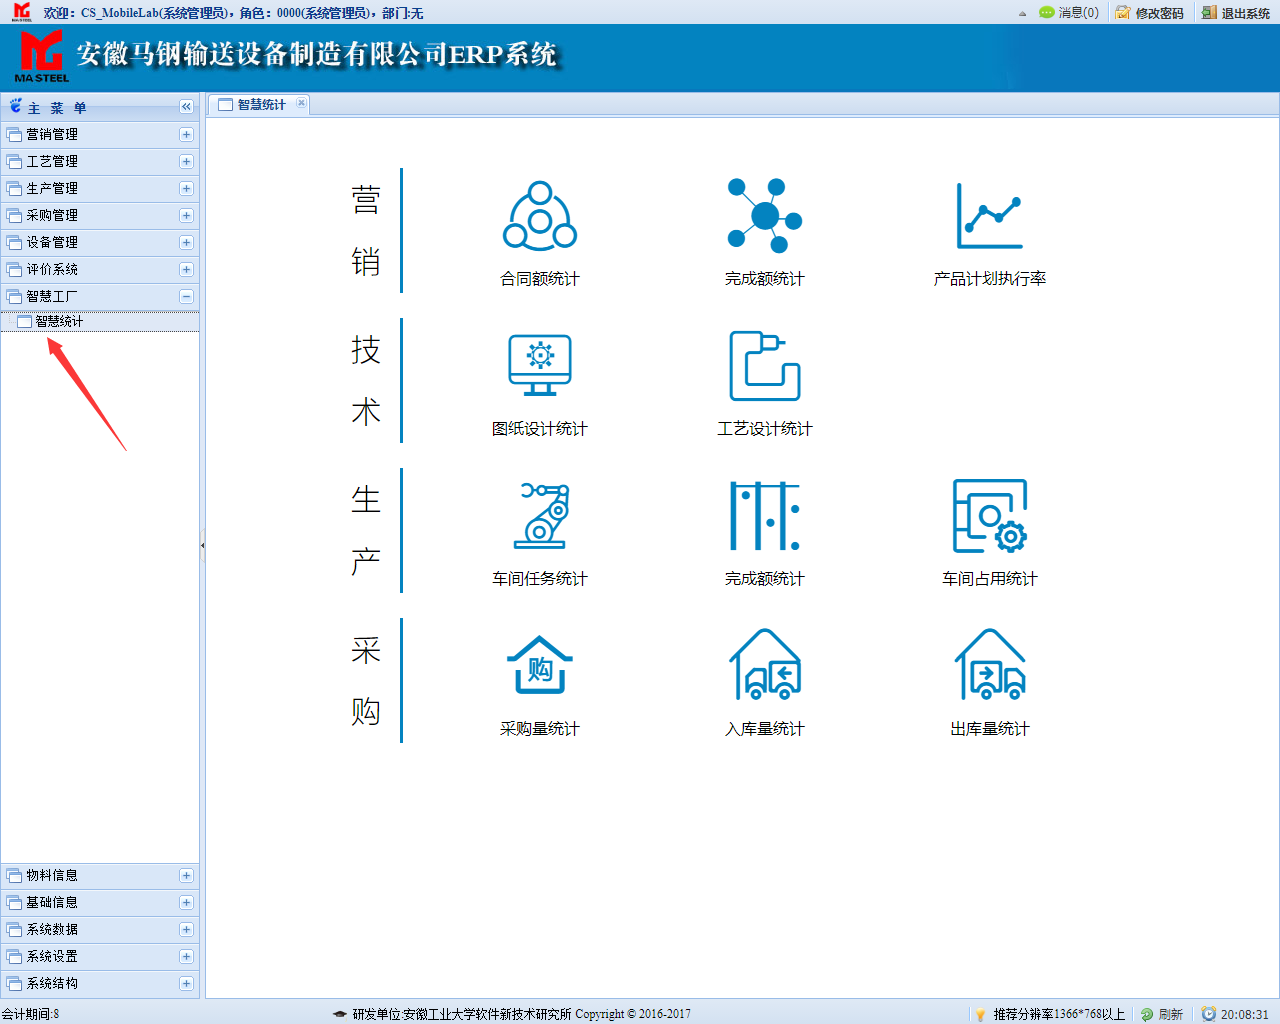 欢迎：CS_MobileLab(系统管理员)，角色：0000(系统管理员)，部门:无
消息(0)
修改密码
退出系统
MA STEEL
安徽马钢输送设备制造有限公司ERP系统
主 菜 单
智慧统计
营销管理
工艺管理
生产管理
采购管理
设备管理
评价系统
智慧工厂
智慧统计
物料信息
基础信息
系统数据
系统设置
系统结构
营销
合同额统计
完成额统计
产品计划执行率
技术
图纸设计统计
工艺设计统计
生产
车间任务统计
完成额统计
车间占用统计
采购
购
采购量统计
入库量统计
出库量统计
会计期间:8
研发单位:安徽工业大学软件新技术研究所 Copyright © 2016-2017
推荐分辨率1366*768以上
刷新
20:08:31